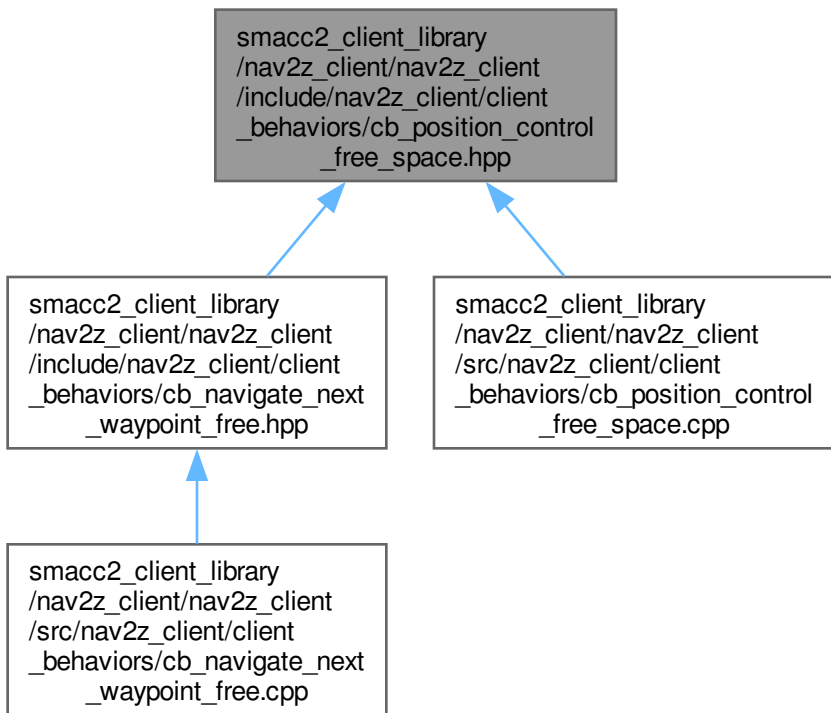 smacc2_client_library
/nav2z_client/nav2z_client
/include/nav2z_client/client
_behaviors/cb_position_control
_free_space.hpp
smacc2_client_library
/nav2z_client/nav2z_client
/include/nav2z_client/client
_behaviors/cb_navigate_next
_waypoint_free.hpp
smacc2_client_library
/nav2z_client/nav2z_client
/src/nav2z_client/client
_behaviors/cb_position_control
_free_space.cpp
smacc2_client_library
/nav2z_client/nav2z_client
/src/nav2z_client/client
_behaviors/cb_navigate_next
_waypoint_free.cpp